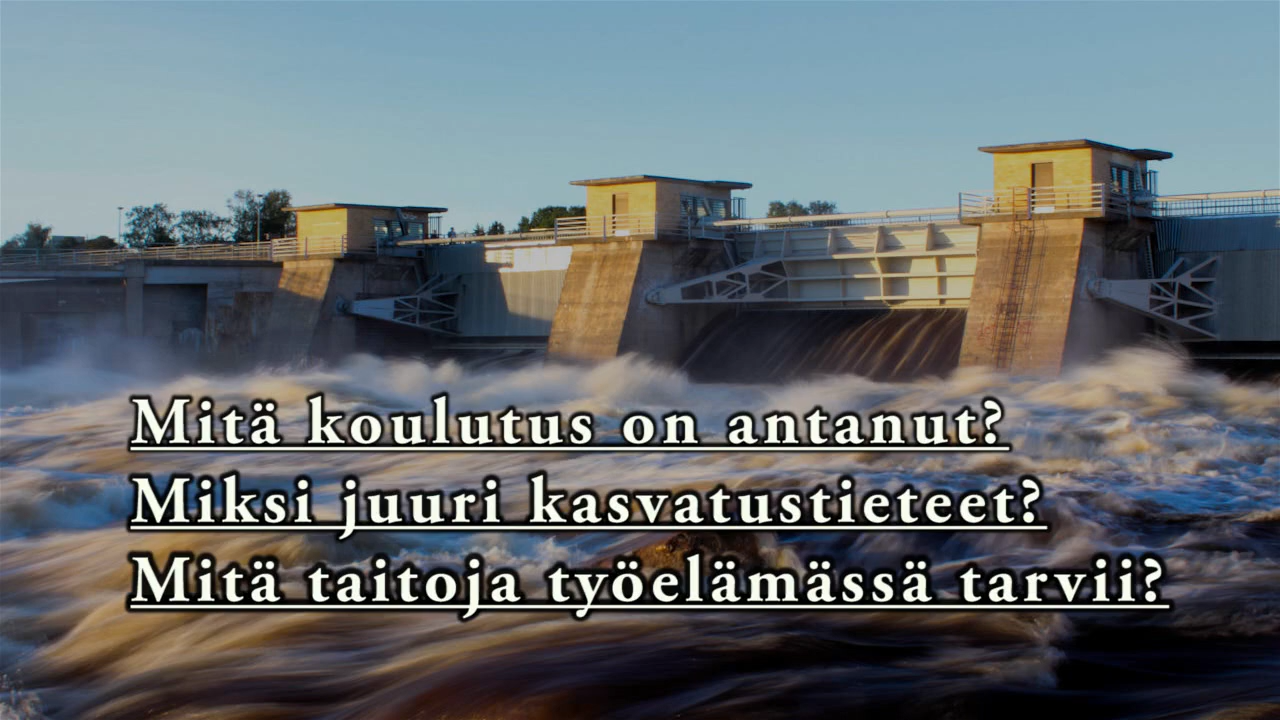 Mitä koulutus on antanut?
Miksi juuri kasvatustieteet?
Mitä taitoja työelämässä tarvii?